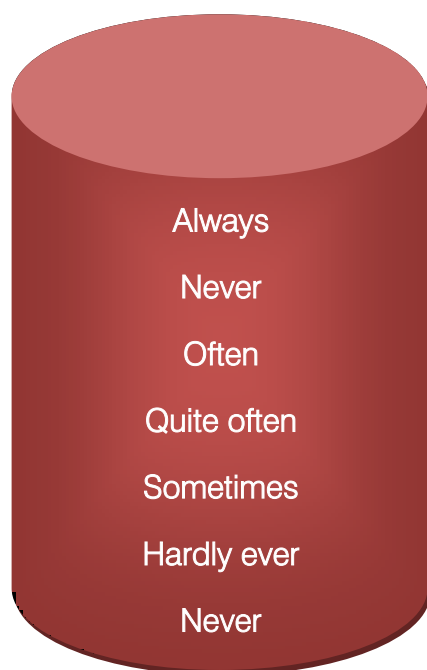 Always
Never
Often
Quite often
Sometimes
Hardly ever
Never